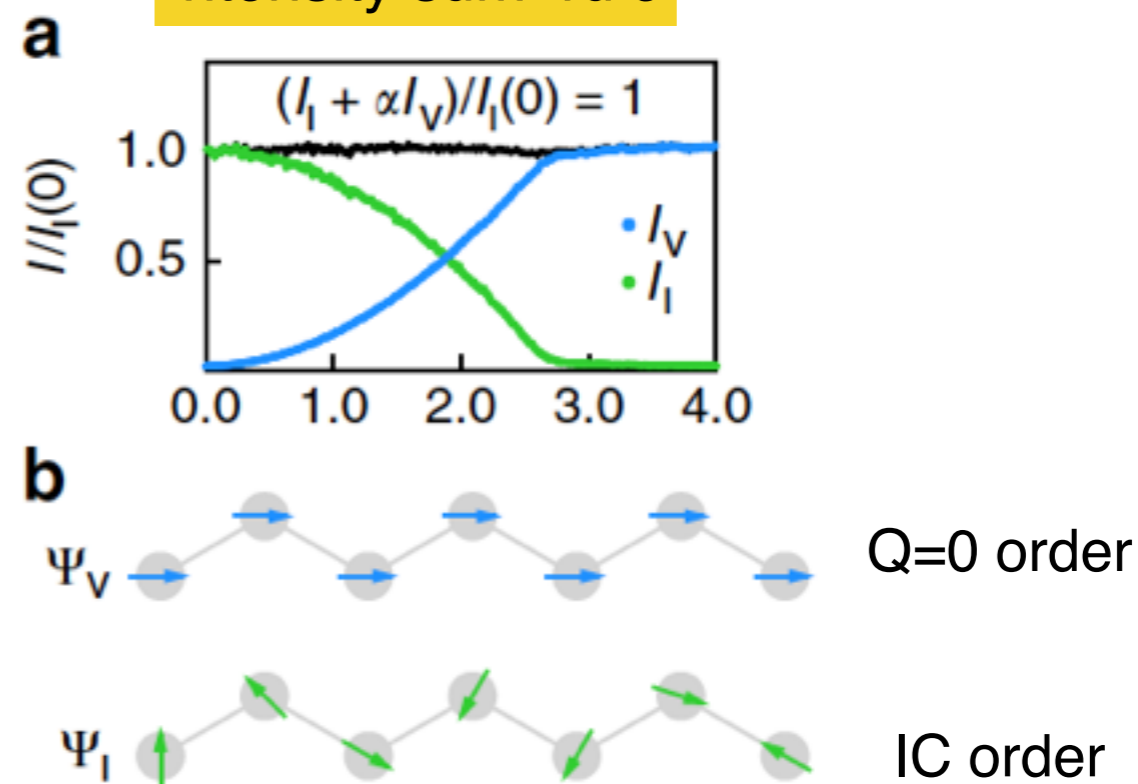 a
(I_I + αI_V)/I_I(0) = 1
I/I_I(0)
1.0
0.5
I_V
I_I
0.0 1.0 2.0 3.0 4.0
b
Ψ_V
Q=0 order
Ψ_I
IC order